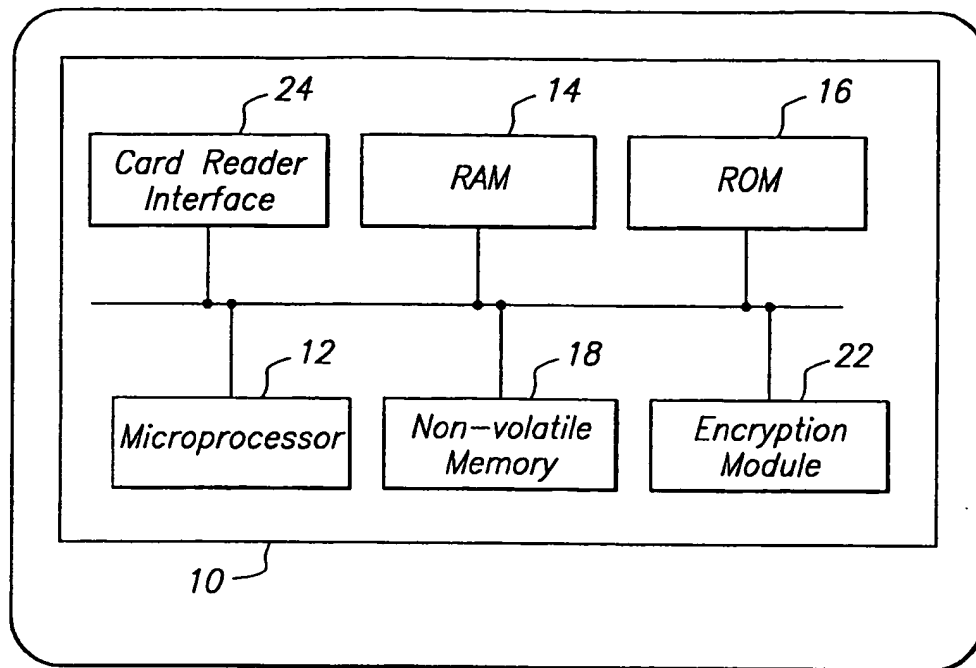 24
14
16
Card Reader
Interface
RAM
ROM
12
18
22
Microprocessor
Non-volatile
Memory
Encryption
Module
10